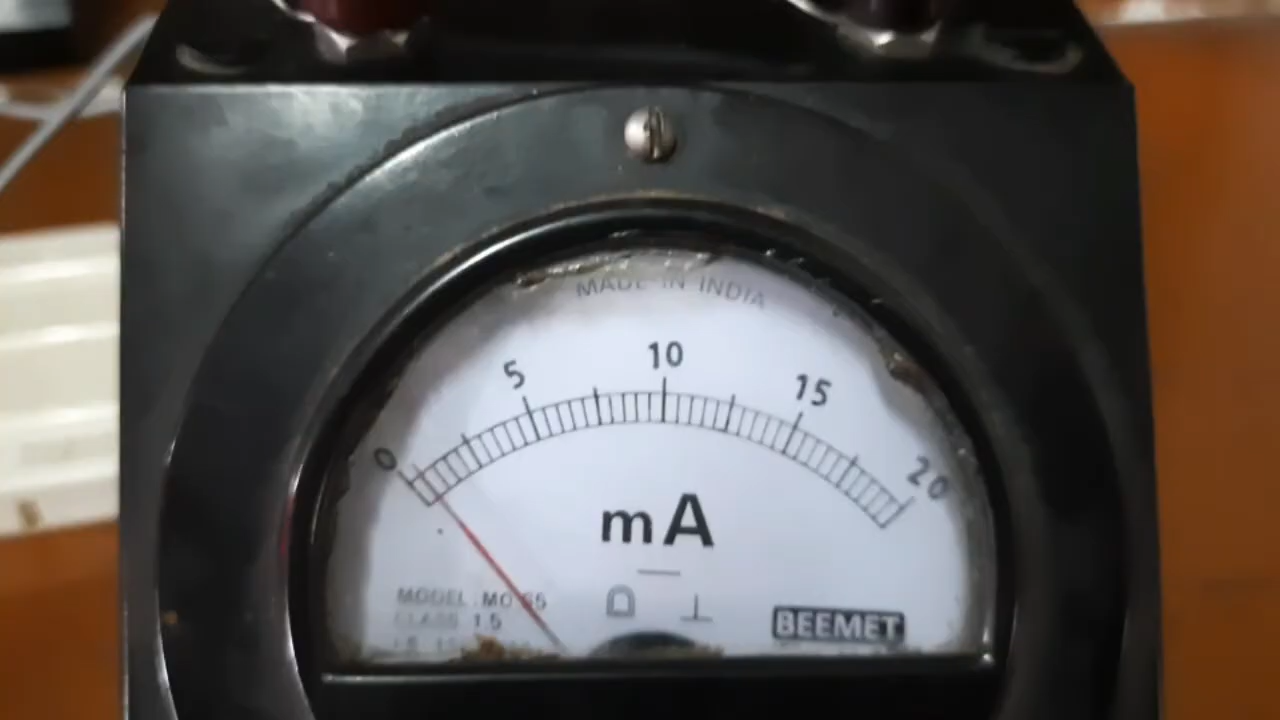 MADE IN INDIA
0 5 10 15 20
mA
MODEL : MO 65
CLASS 1.5
BEEMET